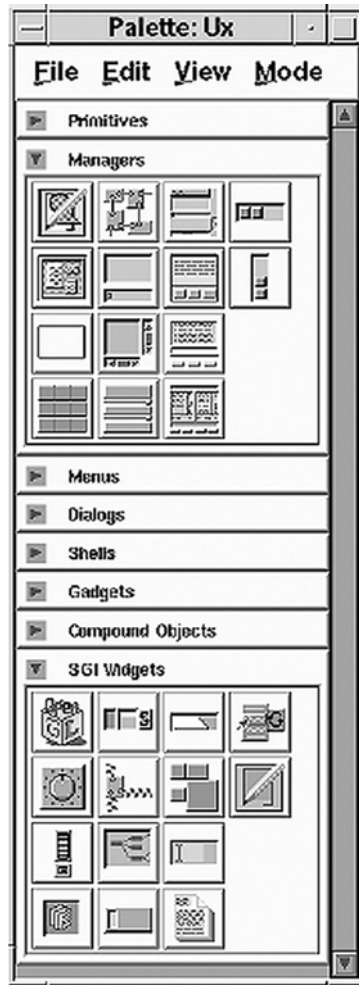 Palette: Ux
File Edit View Mode
Primitives
Managers
Menus
Dialogs
Shells
Gadgets
Compound Objects
SGI Widgets